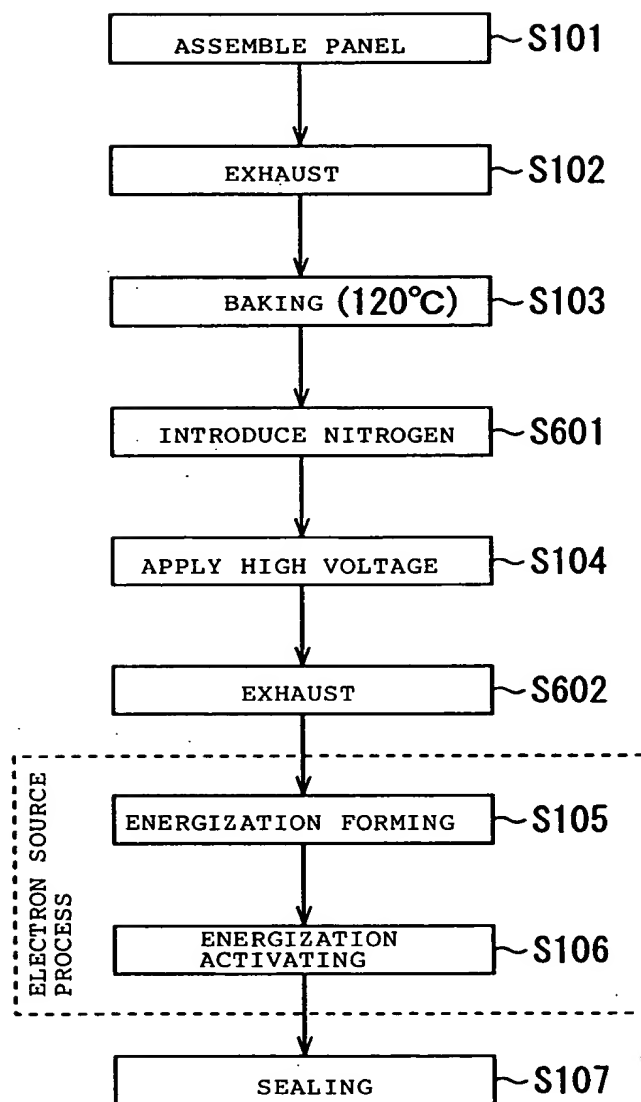 ASSEMBLE PANEL S101
EXHAUST S102
BAKING (120°C) S103
INTRODUCE NITROGEN S601
APPLY HIGH VOLTAGE S104
EXHAUST S602
ELECTRON SOURCE
PROCESS
ENERGIZATION FORMING S105
ENERGIZATION
ACTIVATING S106
SEALING S107